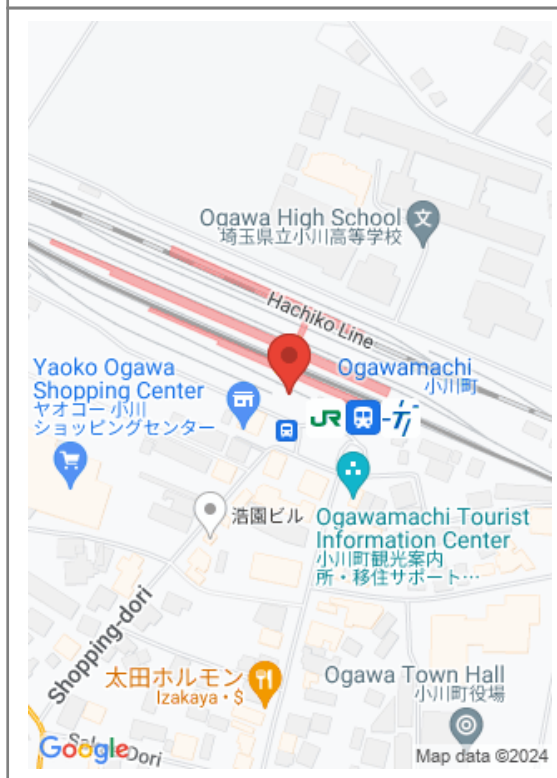 Ogawa High School
埼玉県立小川高等学校
文
Hachiko Line
Yaoko Ogawa
Shopping Center
ヤオコー 小川
ショッピングセンター
Ogawamachi
小川町
JR
浩園ビル
Ogawamachi Tourist
Information Center
小川町観光案内
所・移住サポート…
Shopping-dori
太田ホルモン
Izakaya・$
Ogawa Town Hall
小川町役場
Dori
Google
Map data ©2024